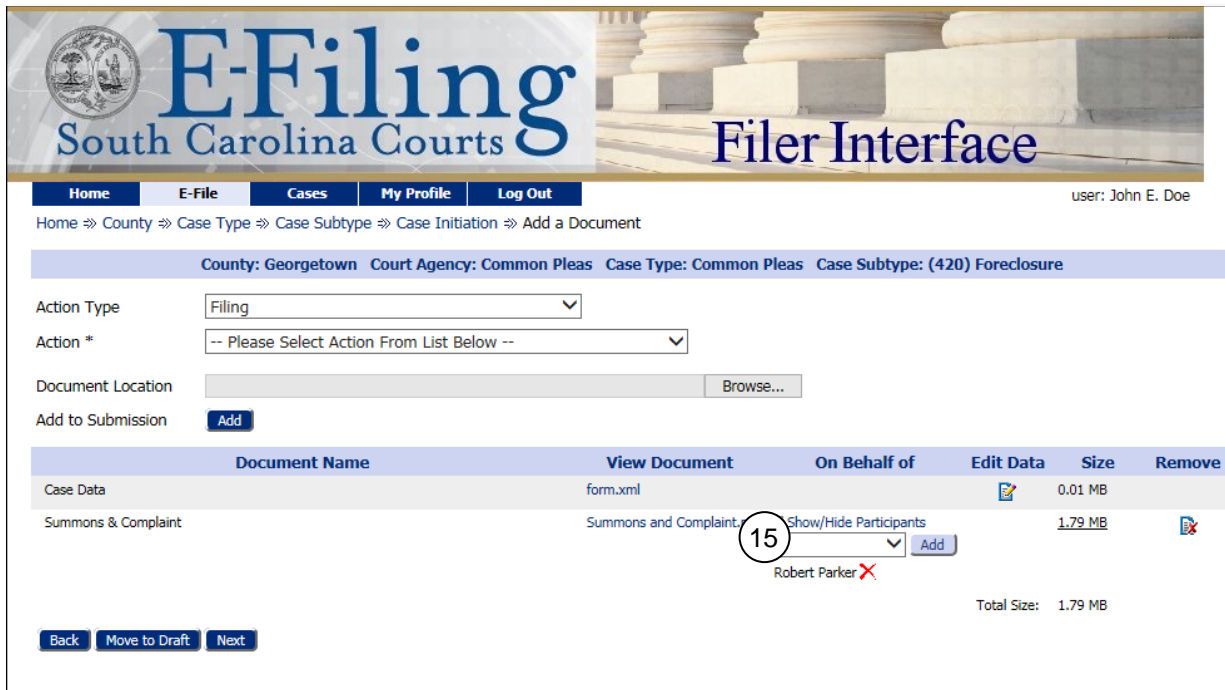 E-Filing
South Carolina Courts
Filer Interface
Home E-File Cases My Profile Log Out
user: John E. Doe
Home ⇒ County ⇒ Case Type ⇒ Case Subtype ⇒ Case Initiation ⇒ Add a Document
County: Georgetown Court Agency: Common Pleas Case Type: Common Pleas Case Subtype: (420) Foreclosure
Action Type Filing
Action * -- Please Select Action From List Below --
Document Location Browse...
Add to Submission Add
Document Name View Document On Behalf of Edit Data Size Remove
Case Data form.xml 0.01 MB
Summons & Complaint Summons and Complaint. Show/Hide Participants 1.79 MB
15 Add
Robert Parker
Total Size: 1.79 MB
Back Move to Draft Next